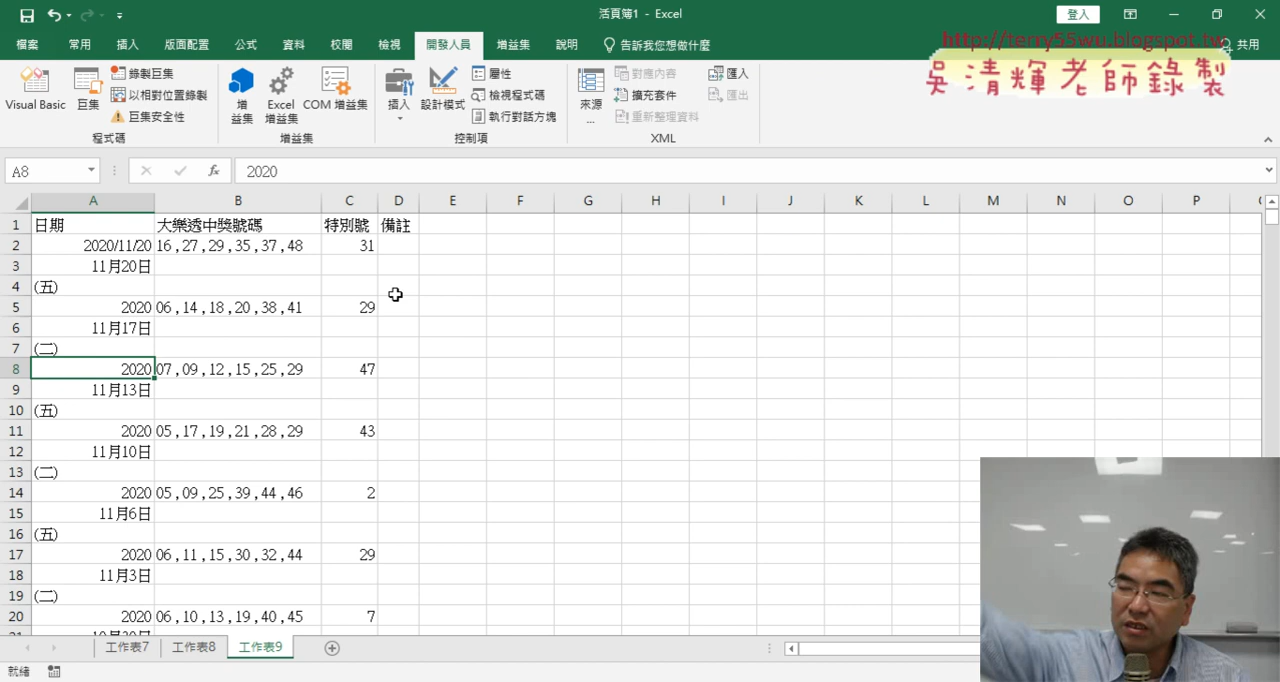 活頁簿1 - Excel
登入
檔案 常用 插入 版面配置 公式 資料 校閱 檢視 開發人員 增益集 說明 告訴我您想做什麼 共用
http://terry55wu.blogspot.tw
吳清輝老師錄製
Visual Basic
巨集
錄製巨集
以相對位置錄製
巨集安全性
程式碼
增益集
Excel 增益集
COM 增益集
增益集
插入
設計模式
屬性
檢視程式碼
執行對話方塊
控制項
來源
...
對應內容
擴充套件
重新整理資料
匯入
匯出
XML
A8 fx 2020
A B C D E F G H I J K L M N O P
1 日期 大樂透中獎號碼 特別號 備註
2 2020/11/20 16,27,29,35,37,48 31
3 11月20日
4 (五)
5 2020 06,14,18,20,38,41 29
6 11月17日
7 (二)
8 2020 07,09,12,15,25,29 47
9 11月13日
10 (五)
11 2020 05,17,19,21,28,29 43
12 11月10日
13 (二)
14 2020 05,09,25,39,44,46 2
15 11月6日
16 (五)
17 2020 06,11,15,30,32,44 29
18 11月3日
19 (二)
20 2020 06,10,13,19,40,45 7
工作表7 工作表8 工作表9
就緒